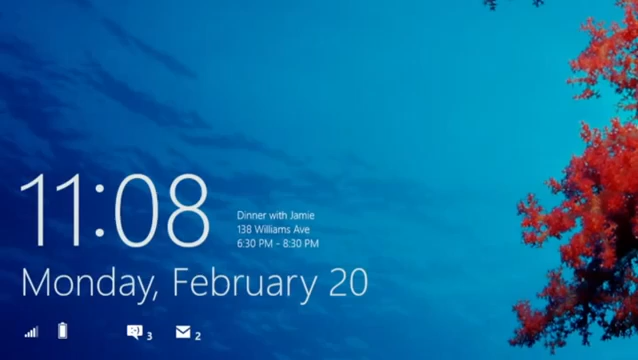 11:08
Dinner with Jamie
138 Williams Ave
6:30 PM - 8:30 PM
Monday, February 20
3
2